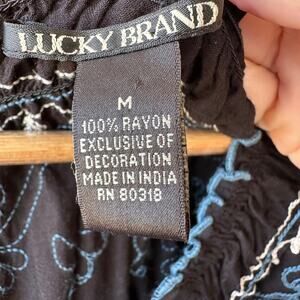 LUCKY BRAND
M
100% RAYON
EXCLUSIVE OF
DECORATION
MADE IN INDIA
RN 80318